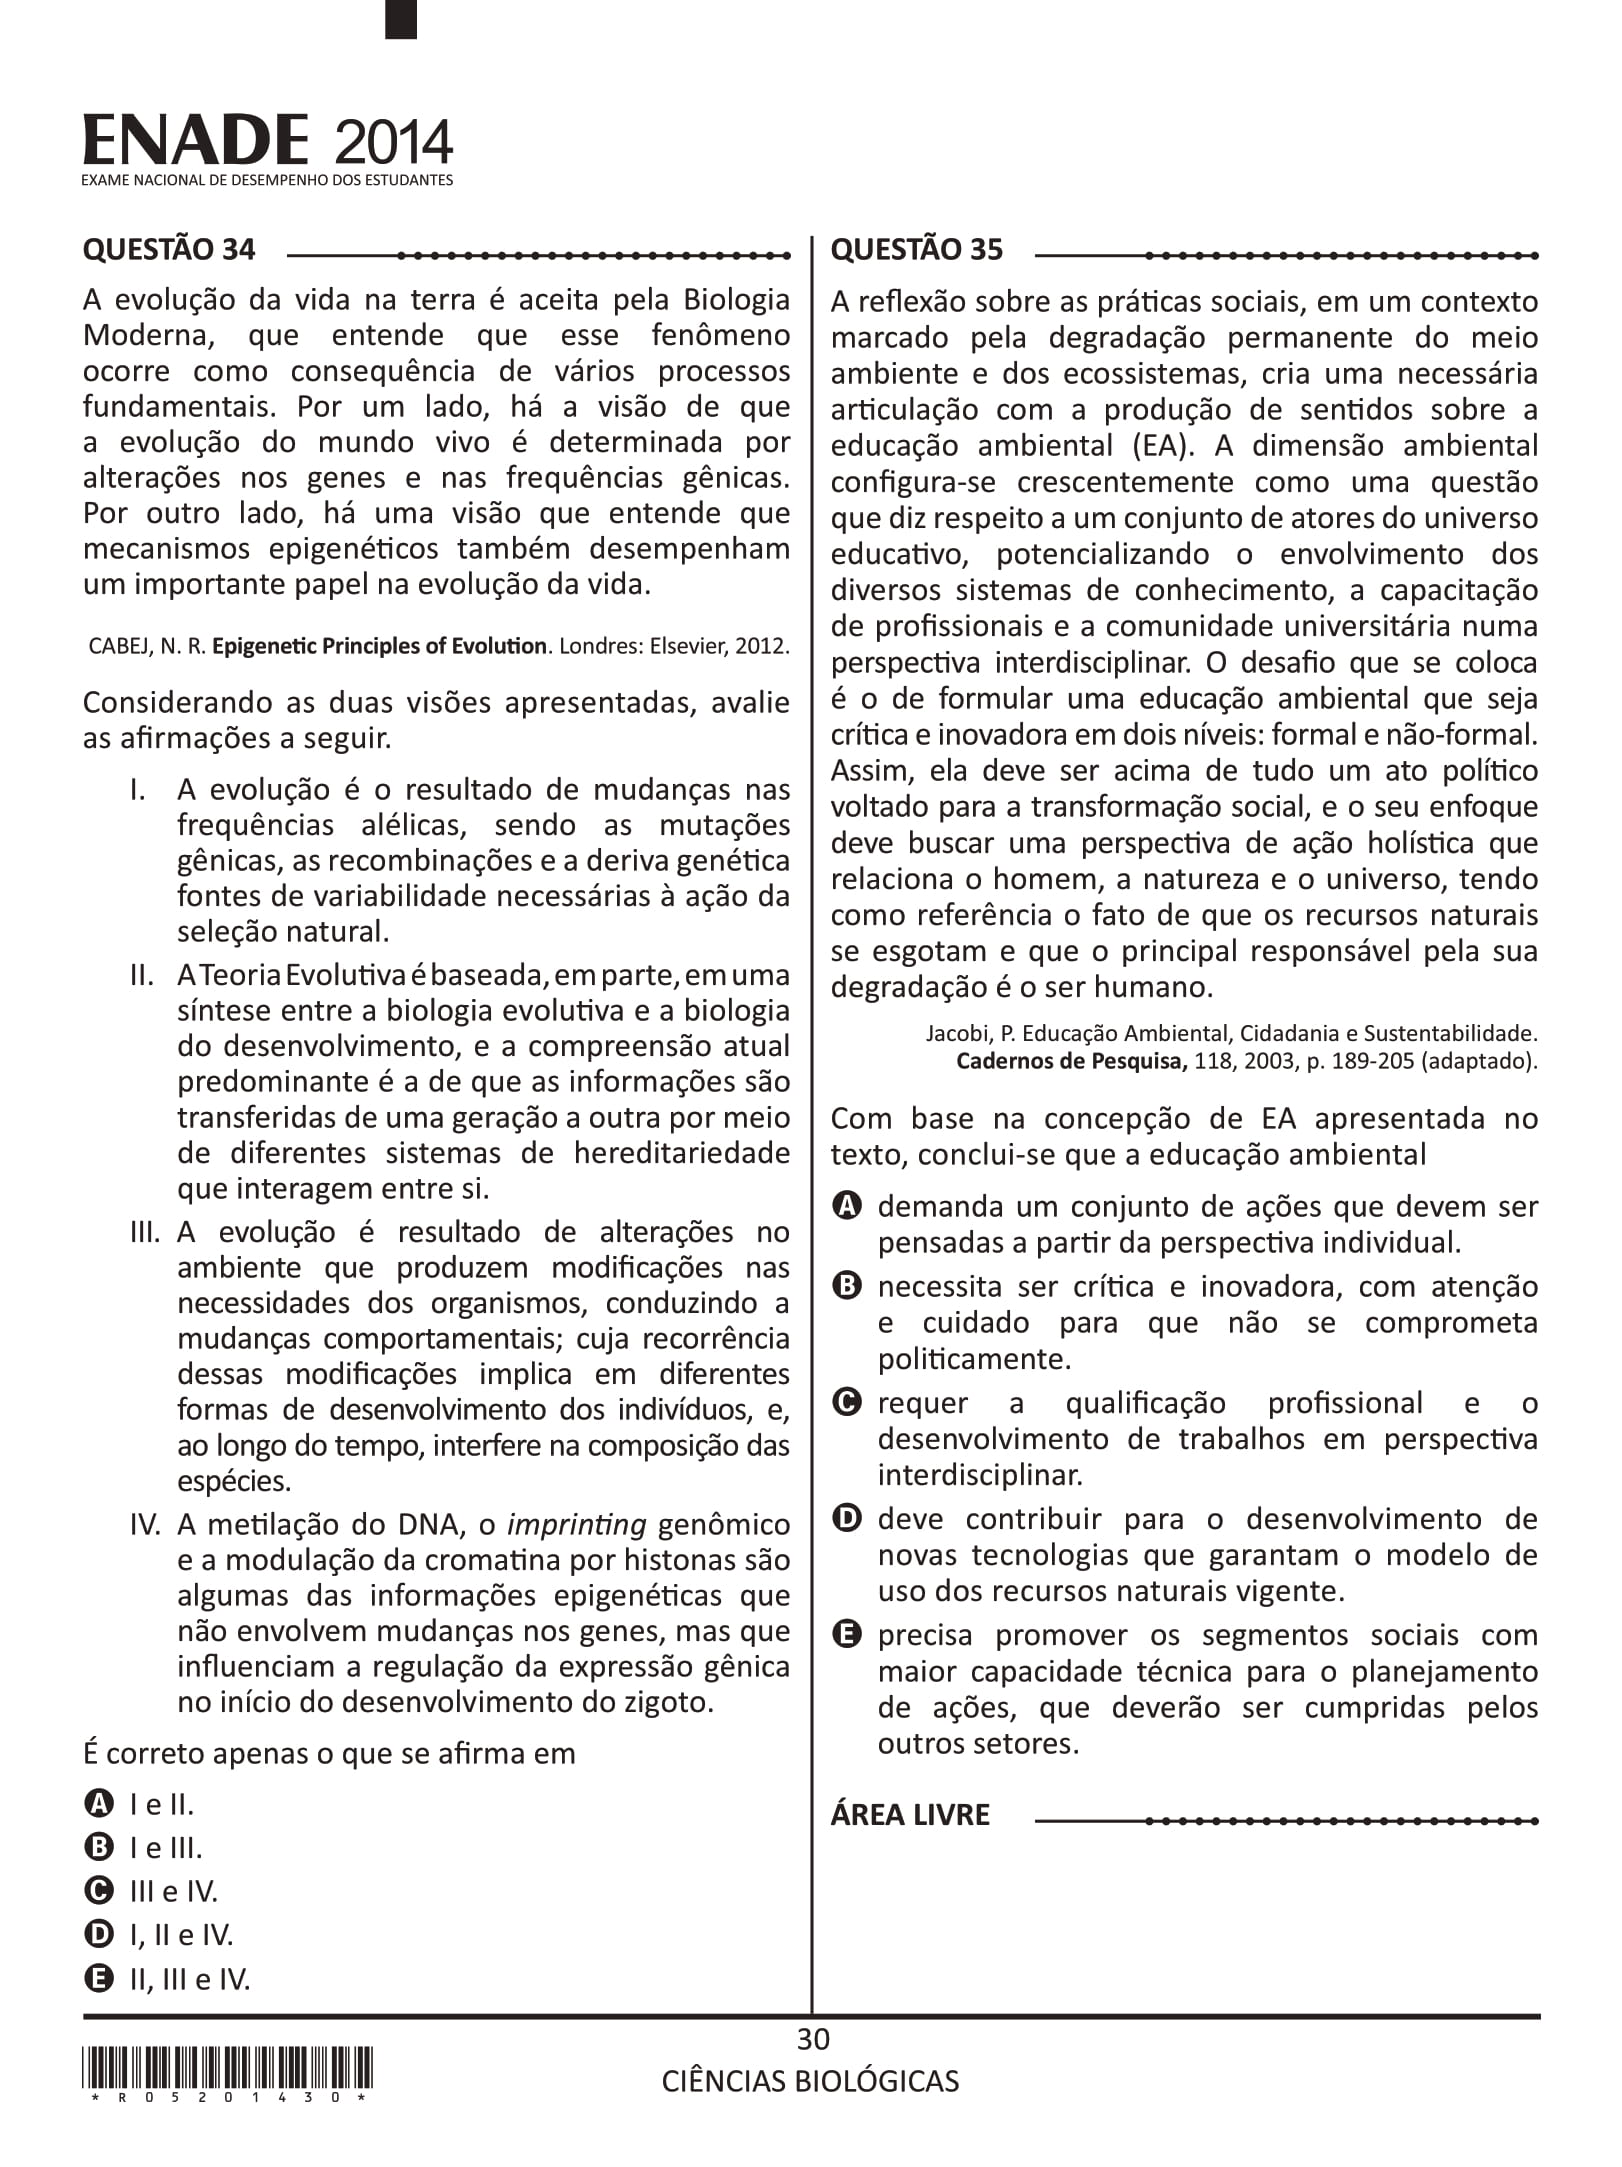 ENADE 2014
EXAME NACIONAL DE DESEMPENHO DOS ESTUDANTES
QUESTÃO 34
A evolução da vida na terra é aceita pela Biologia
Moderna, que entende que esse fenômeno
ocorre como consequência de vários processos
fundamentais. Por um lado, há a visão de que
a evolução do mundo vivo é determinada por
alterações nos genes e nas frequências gênicas.
Por outro lado, há uma visão que entende que
mecanismos epigenéticos também desempenham
um importante papel na evolução da vida.
CABEJ, N. R. Epigenetic Principles of Evolution. Londres: Elsevier, 2012.
Considerando as duas visões apresentadas, avalie
as afirmações a seguir.
I. A evolução é o resultado de mudanças nas
frequências alélicas, sendo as mutações
gênicas, as recombinações e a deriva genética
fontes de variabilidade necessárias à ação da
seleção natural.
II. A Teoria Evolutiva é baseada, em parte, em uma
síntese entre a biologia evolutiva e a biologia
do desenvolvimento, e a compreensão atual
predominante é a de que as informações são
transferidas de uma geração a outra por meio
de diferentes sistemas de hereditariedade
que interagem entre si.
III. A evolução é resultado de alterações no
ambiente que produzem modificações nas
necessidades dos organismos, conduzindo a
mudanças comportamentais; cuja recorrência
dessas modificações implica em diferentes
formas de desenvolvimento dos indivíduos, e,
ao longo do tempo, interfere na composição das
espécies.
IV. A metilação do DNA, o imprinting genômico
e a modulação da cromatina por histonas são
algumas das informações epigenéticas que
não envolvem mudanças nos genes, mas que
influenciam a regulação da expressão gênica
no início do desenvolvimento do zigoto.
É correto apenas o que se afirma em
A I e II.
B I e III.
C III e IV.
D I, II e IV.
E II, III e IV.
QUESTÃO 35
A reflexão sobre as práticas sociais, em um contexto
marcado pela degradação permanente do meio
ambiente e dos ecossistemas, cria uma necessária
articulação com a produção de sentidos sobre a
educação ambiental (EA). A dimensão ambiental
configura-se crescentemente como uma questão
que diz respeito a um conjunto de atores do universo
educativo, potencializando o envolvimento dos
diversos sistemas de conhecimento, a capacitação
de profissionais e a comunidade universitária numa
perspectiva interdisciplinar. O desafio que se coloca
é o de formular uma educação ambiental que seja
crítica e inovadora em dois níveis: formal e não-formal.
Assim, ela deve ser acima de tudo um ato político
voltado para a transformação social, e o seu enfoque
deve buscar uma perspectiva de ação holística que
relaciona o homem, a natureza e o universo, tendo
como referência o fato de que os recursos naturais
se esgotam e que o principal responsável pela sua
degradação é o ser humano.
Jacobi, P. Educação Ambiental, Cidadania e Sustentabilidade.
Cadernos de Pesquisa, 118, 2003, p. 189-205 (adaptado).
Com base na concepção de EA apresentada no
texto, conclui-se que a educação ambiental
A demanda um conjunto de ações que devem ser
pensadas a partir da perspectiva individual.
B necessita ser crítica e inovadora, com atenção
e cuidado para que não se comprometa
politicamente.
C requer a qualificação profissional e o
desenvolvimento de trabalhos em perspectiva
interdisciplinar.
D deve contribuir para o desenvolvimento de
novas tecnologias que garantam o modelo de
uso dos recursos naturais vigente.
E precisa promover os segmentos sociais com
maior capacidade técnica para o planejamento
de ações, que deverão ser cumpridas pelos
outros setores.
ÁREA LIVRE
30
CIÊNCIAS BIOLÓGICAS
*R05201430*